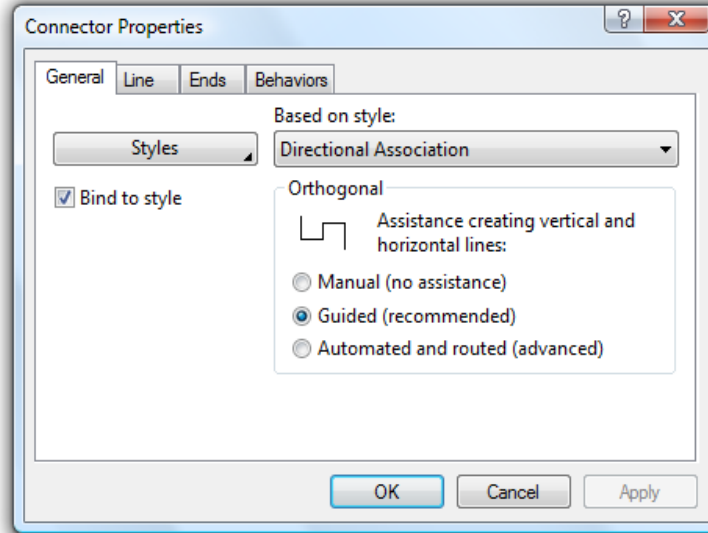 Connector Properties
?
General Line Ends Behaviors
Based on style:
Styles
Directional Association
Bind to style
Orthogonal
Assistance creating vertical and
horizontal lines:
Manual (no assistance)
Guided (recommended)
Automated and routed (advanced)
OK Cancel Apply